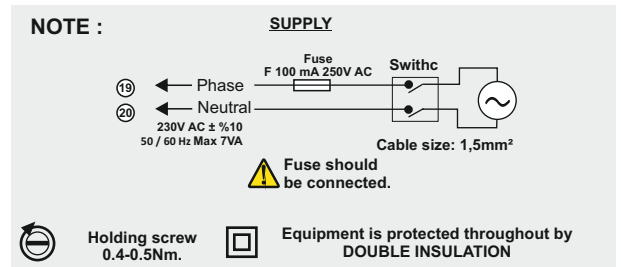 NOTE :
SUPPLY
Fuse
F 100 mA 250V AC
Swithc
19
Phase
20
Neutral
230V AC ± %10
50 / 60 Hz Max 7VA
Cable size: 1,5mm²
Fuse should
be connected.
Holding screw
0.4-0.5Nm.
Equipment is protected throughout by
DOUBLE INSULATION